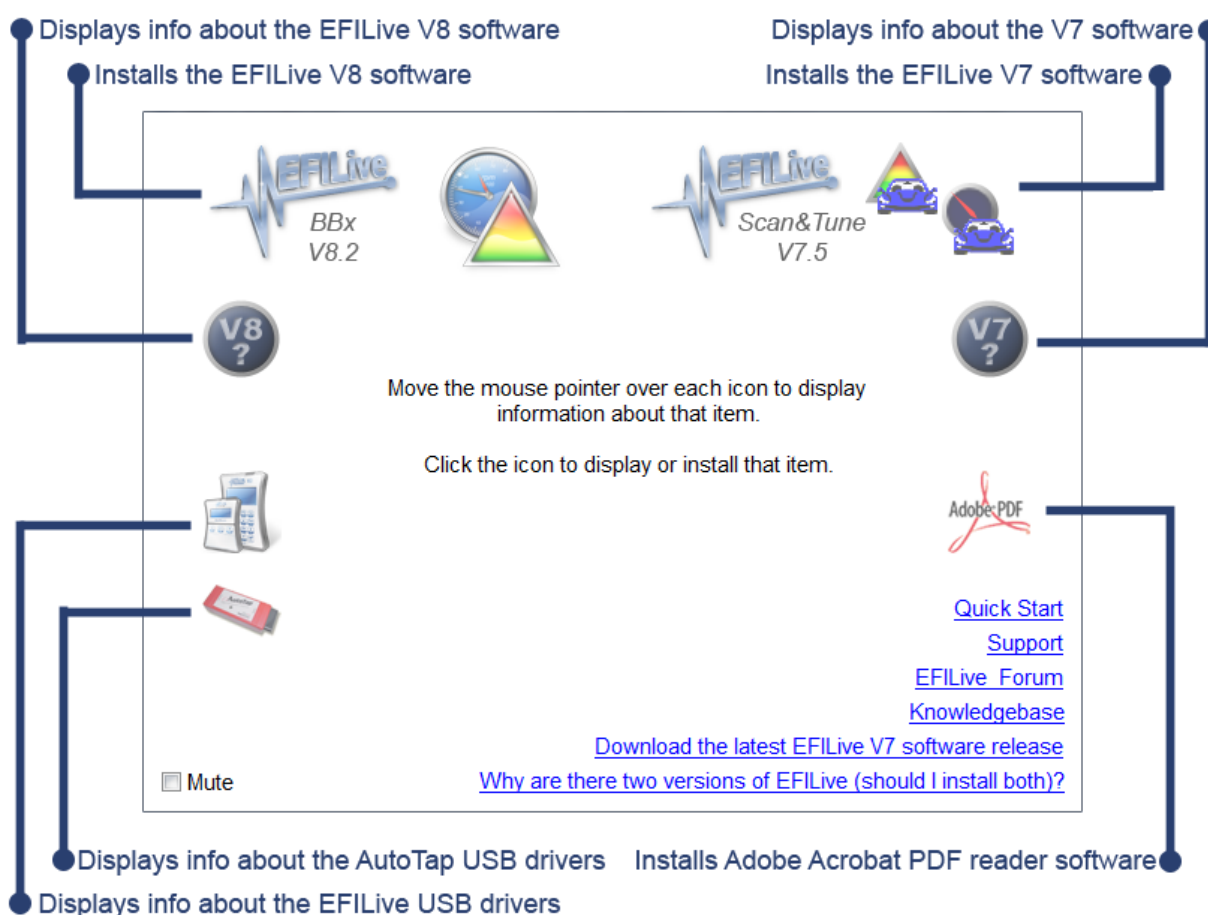 Displays info about the EFILive V8 software
Displays info about the V7 software
Installs the EFILive V8 software
Installs the EFILive V7 software
EFILive
BBx
V8.2
EFILive
Scan&Tune
V7.5
V8
?
V7
?
Move the mouse pointer over each icon to display
information about that item.
Click the icon to display or install that item.
Adobe PDF
AutoTap
Quick Start
Support
EFILive Forum
Knowledgebase
Download the latest EFILive V7 software release
Mute
Why are there two versions of EFILive (should I install both)?
Displays info about the AutoTap USB drivers
Installs Adobe Acrobat PDF reader software
Displays info about the EFILive USB drivers